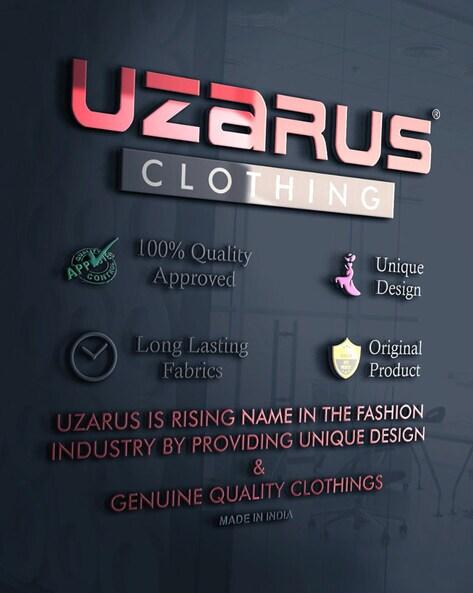 UZARUS®
CLOTHING
100% Quality
Approved
Unique
Design
Long Lasting
Fabrics
Original
Product
UZARUS IS RISING NAME IN THE FASHION
INDUSTRY BY PROVIDING UNIQUE DESIGN
&
GENUINE QUALITY CLOTHINGS
MADE IN INDIA